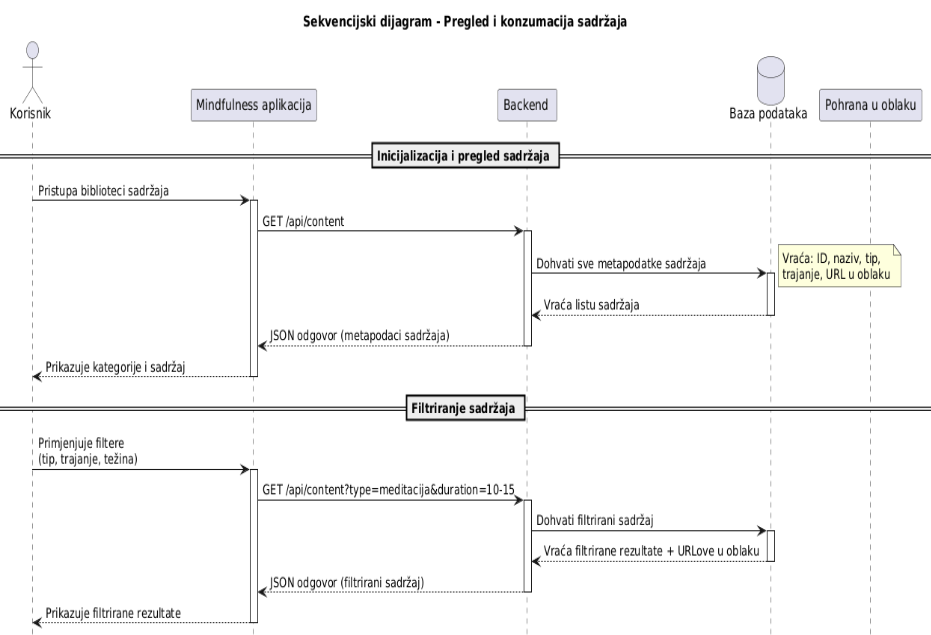 Sekvencijski dijagram - Pregled i konzumacija sadržaja
Korisnik
Mindfulness aplikacija
Backend
Baza podataka
Pohrana u oblaku
Inicijalizacija i pregled sadržaja
Pristupa biblioteci sadržaja
GET /api/content
Dohvati sve metapodatke sadržaja
Vraća: ID, naziv, tip,
trajanje, URL u oblaku
Vraća listu sadržaja
JSON odgovor (metapodaci sadržaja)
Prikazuje kategorije i sadržaj
Filtriranje sadržaja
Primjenjuje filtere
(tip, trajanje, težina)
GET /api/content?type=meditacija&duration=10-15
Dohvati filtrirani sadržaj
Vraća filtrirane rezultate + URLove u oblaku
JSON odgovor (filtrirani sadržaj)
Prikazuje filtrirane rezultate